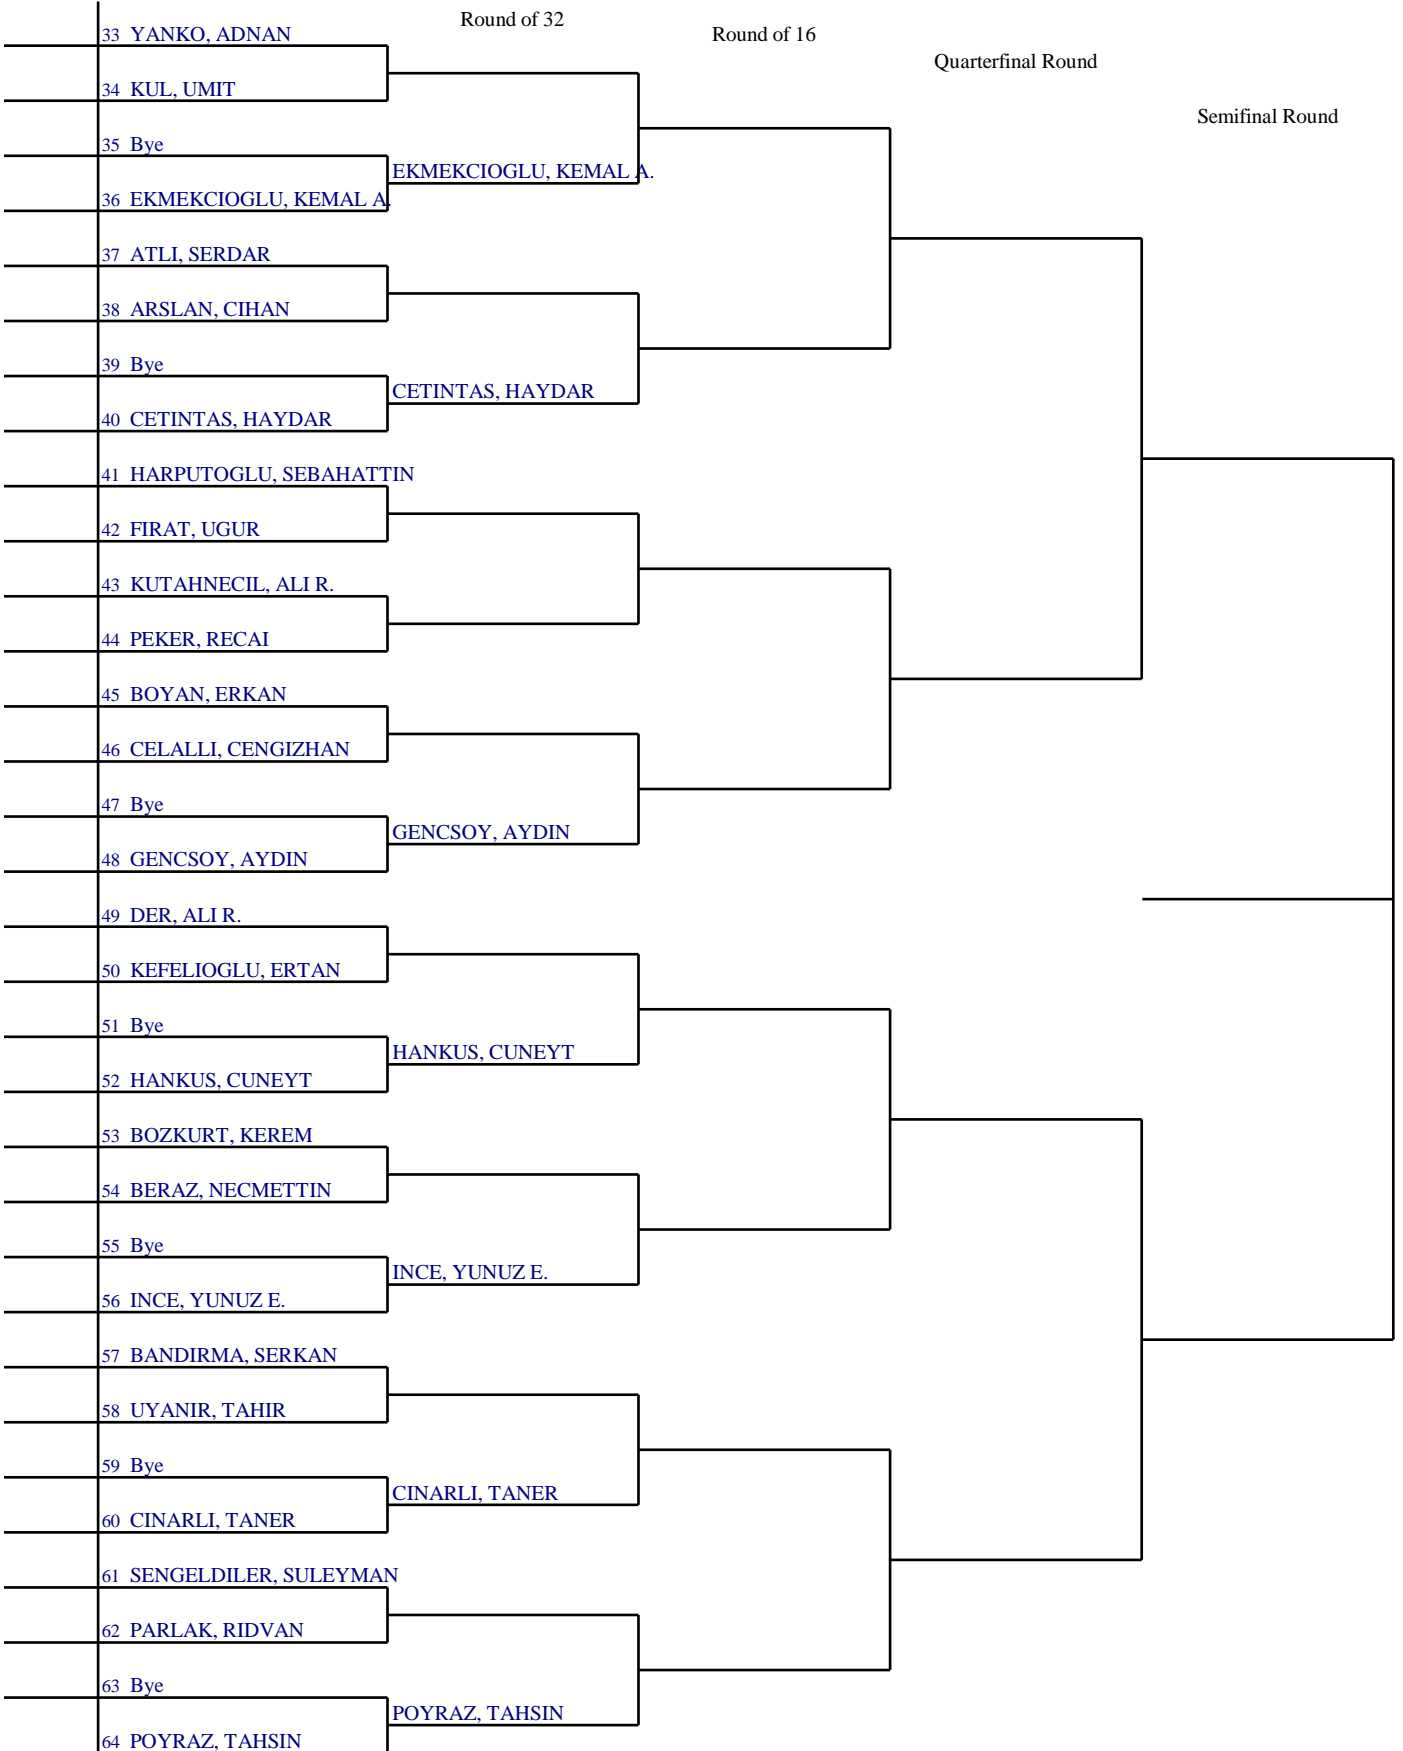 Round of 32
Round of 16
Quarterfinal Round
Semifinal Round
33 YANKO, ADNAN
34 KUL, UMIT
35 Bye
EKMEKCIOGLU, KEMAL A.
36 EKMEKCIOGLU, KEMAL A.
37 ATLI, SERDAR
38 ARSLAN, CIHAN
39 Bye
CETINTAS, HAYDAR
40 CETINTAS, HAYDAR
41 HARPUTOGLU, SEBAHATTIN
42 FIRAT, UGUR
43 KUTAHNECIL, ALI R.
44 PEKER, RECAI
45 BOYAN, ERKAN
46 CELALLI, CENGIZHAN
47 Bye
GENCSOY, AYDIN
48 GENCSOY, AYDIN
49 DER, ALI R.
50 KEFELIOGLU, ERTAN
51 Bye
HANKUS, CUNEYT
52 HANKUS, CUNEYT
53 BOZKURT, KEREM
54 BERAZ, NECMETTIN
55 Bye
INCE, YUNUZ E.
56 INCE, YUNUZ E.
57 BANDIRMA, SERKAN
58 UYANIR, TAHIR
59 Bye
CINARLI, TANER
60 CINARLI, TANER
61 SENGELDILER, SULEYMAN
62 PARLAK, RIDVAN
63 Bye
POYRAZ, TAHSIN
64 POYRAZ, TAHSIN